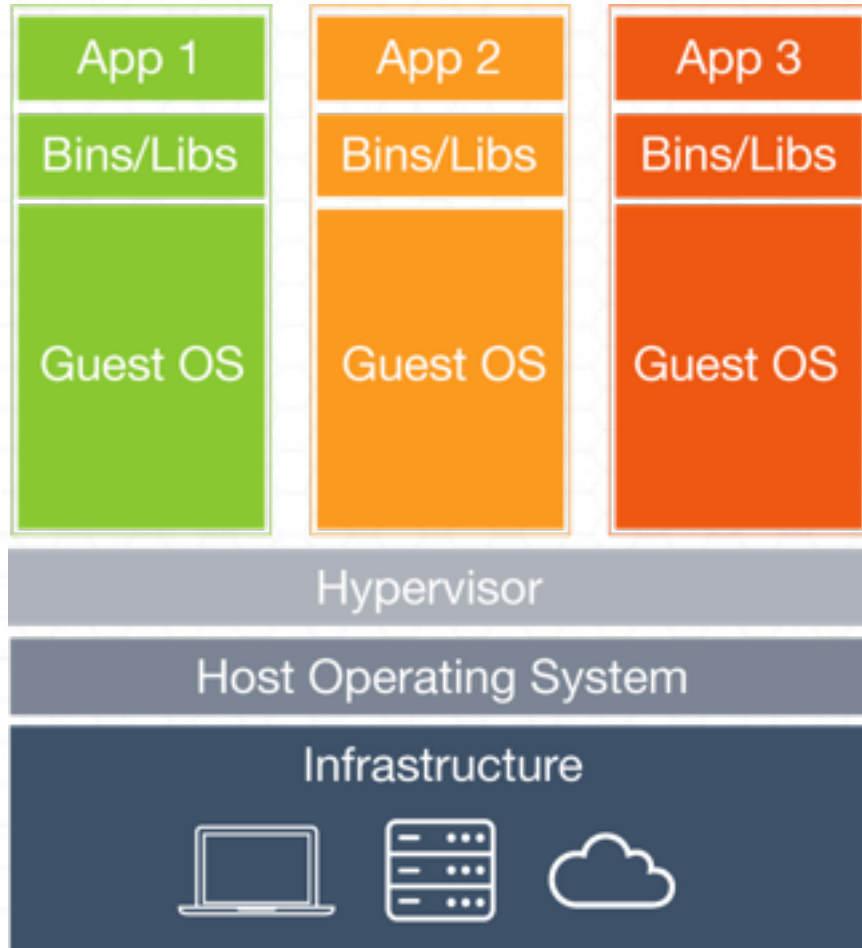 App 1
App 2
App 3
Bins/Libs
Bins/Libs
Bins/Libs
Guest OS
Guest OS
Guest OS
Hypervisor
Host Operating System
Infrastructure